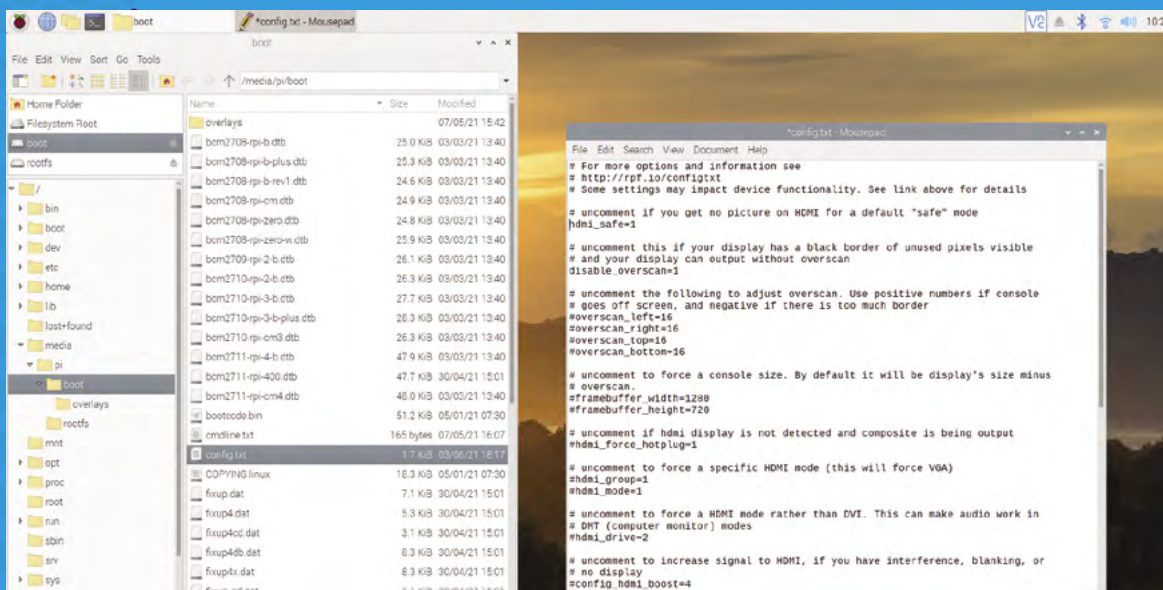 boot
*config.txt - Mousepad
V2
10:2
boot
File Edit View Sort Go Tools
/media/pi/boot
Home Folder
Filesystem Root
boot
rootfs
/
bin
boot
dev
etc
home
lib
lost+found
media
pi
boot
overlays
rootfs
mnt
opt
proc
root
run
sbin
srv
sys
Name Size Modified
overlays 07/05/21 15:42
bcm2708-rpi-b.dtb 25.0 KiB 03/03/21 13:40
bcm2708-rpi-b-plus.dtb 25.3 KiB 03/03/21 13:40
bcm2708-rpi-b-rev1.dtb 24.6 KiB 03/03/21 13:40
bcm2708-rpi-cm.dtb 24.9 KiB 03/03/21 13:40
bcm2708-rpi-zero.dtb 24.8 KiB 03/03/21 13:40
bcm2708-rpi-zero-w.dtb 25.9 KiB 03/03/21 13:40
bcm2709-rpi-2-b.dtb 26.1 KiB 03/03/21 13:40
bcm2710-rpi-2-b.dtb 26.3 KiB 03/03/21 13:40
bcm2710-rpi-3-b.dtb 27.7 KiB 03/03/21 13:40
bcm2710-rpi-3-b-plus.dtb 28.3 KiB 03/03/21 13:40
bcm2710-rpi-cm3.dtb 26.3 KiB 03/03/21 13:40
bcm2711-rpi-4-b.dtb 47.9 KiB 03/03/21 13:40
bcm2711-rpi-400.dtb 47.7 KiB 30/04/21 15:01
bcm2711-rpi-cm4.dtb 48.0 KiB 03/03/21 13:40
bootcode.bin 51.2 KiB 05/01/21 07:30
cmdline.txt 165 bytes 07/05/21 16:07
config.txt 1.7 KiB 03/06/21 18:17
COPYING.linux 18.3 KiB 05/01/21 07:30
fixup.dat 7.1 KiB 30/04/21 15:01
fixup4.dat 5.3 KiB 30/04/21 15:01
fixup4cd.dat 3.1 KiB 30/04/21 15:01
fixup4db.dat 8.3 KiB 30/04/21 15:01
fixup4x.dat 8.3 KiB 30/04/21 15:01
*config.txt - Mousepad
File Edit Search View Document Help
# For more options and information see
# http://rpf.io/configtxt
# Some settings may impact device functionality. See link above for details
# uncomment if you get no picture on HDMI for a default "safe" mode
hdmi_safe=1
# uncomment this if your display has a black border of unused pixels visible
# and your display can output without overscan
disable_overscan=1
# uncomment the following to adjust overscan. Use positive numbers if console
# goes off screen, and negative if there is too much border
#overscan_left=16
#overscan_right=16
#overscan_top=16
#overscan_bottom=16
# uncomment to force a console size. By default it will be display's size minus
# overscan.
#framebuffer_width=1280
#framebuffer_height=720
# uncomment if hdmi display is not detected and composite is being output
#hdmi_force_hotplug=1
# uncomment to force a specific HDMI mode (this will force VGA)
#hdmi_group=1
#hdmi_mode=1
# uncomment to force a HDMI mode rather than DVI. This can make audio work in
# DMT (computer monitor) modes
#hdmi_drive=2
# uncomment to increase signal to HDMI, if you have interference, blanking, or
# no display
#config_hdmi_boost=4